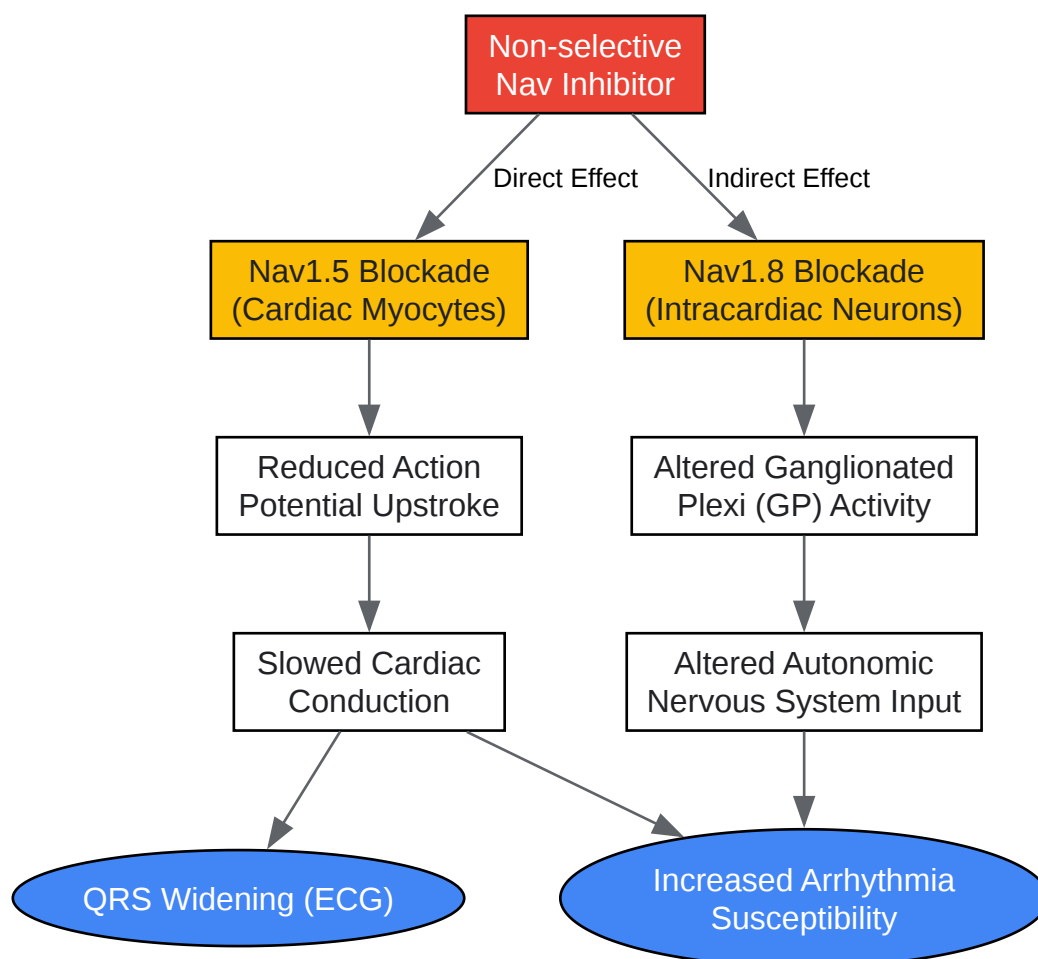 Non-selective
Nav Inhibitor
Direct Effect
Indirect Effect
Nav1.5 Blockade
(Cardiac Myocytes)
Nav1.8 Blockade
(Intracardiac Neurons)
Reduced Action
Potential Upstroke
Altered Ganglionated
Plexi (GP) Activity
Slowed Cardiac
Conduction
Altered Autonomic
Nervous System Input
QRS Widening (ECG)
Increased Arrhythmia
Susceptibility